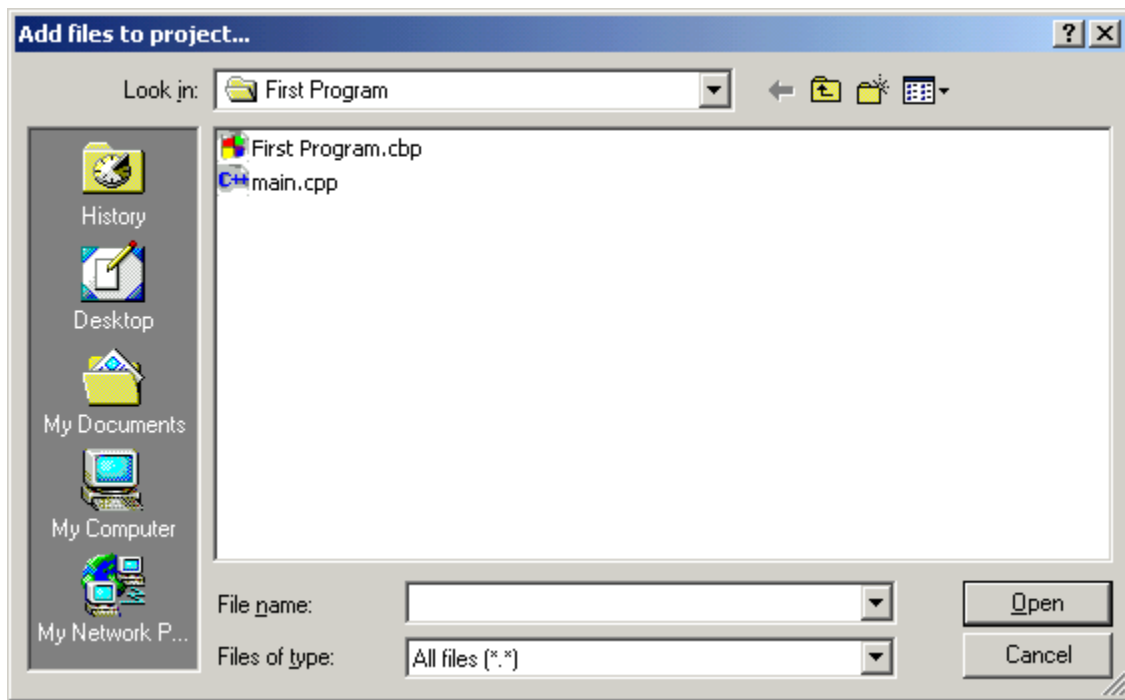 Add files to project...
Look in: First Program
First Program.cbp
C++ main.cpp
History
Desktop
My Documents
My Computer
My Network P...
File name: Open
Files of type: All files (*.*) Cancel